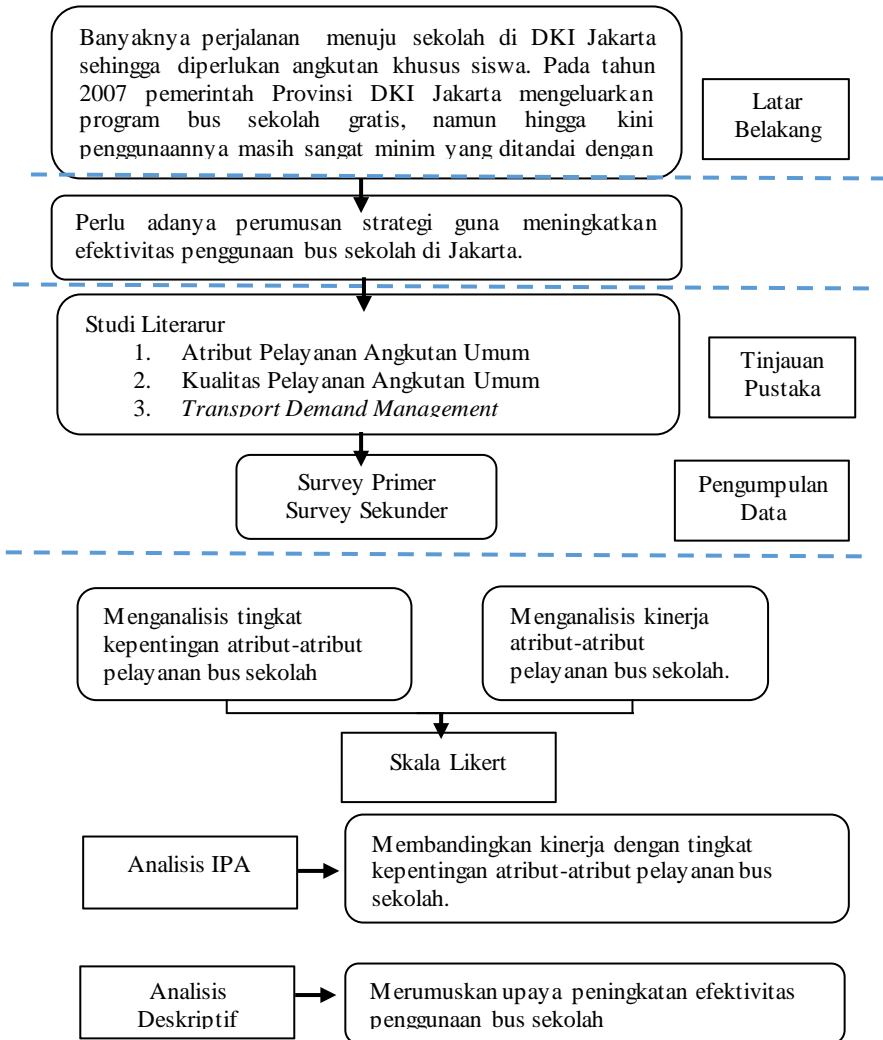 Banyaknya perjalanan menuju sekolah di DKI Jakarta
sehingga diperlukan angkutan khusus siswa. Pada tahun
2007 pemerintah Provinsi DKI Jakarta mengeluarkan
program bus sekolah gratis, namun hingga kini
penggunaannya masih sangat minim yang ditandai dengan
Latar
Belakang
Perlu adanya perumusan strategi guna meningkatkan
efektivitas penggunaan bus sekolah di Jakarta.
Studi Literarur
1. Atribut Pelayanan Angkutan Umum
2. Kualitas Pelayanan Angkutan Umum
3. Transport Demand Management
Tinjauan
Pustaka
Survey Primer
Survey Sekunder
Pengumpulan
Data
Menganalisis tingkat
kepentingan atribut-atribut
pelayanan bus sekolah
Menganalisis kinerja
atribut-atribut
pelayanan bus sekolah.
Skala Likert
Analisis IPA
Membandingkan kinerja dengan tingkat
kepentingan atribut-atribut pelayanan bus
sekolah.
Analisis
Deskriptif
Merumuskan upaya peningkatan efektivitas
penggunaan bus sekolah